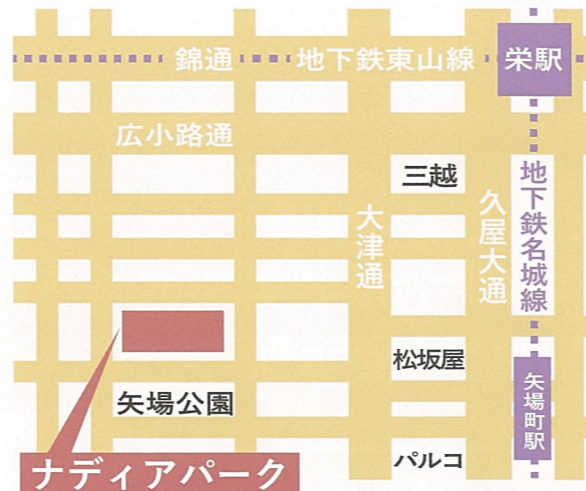 錦通
地下鉄東山線
栄駅
広小路通
三越
地下鉄名城線
久屋大通
大津通
松坂屋
矢場町駅
矢場公園
パルコ
ナディアパーク